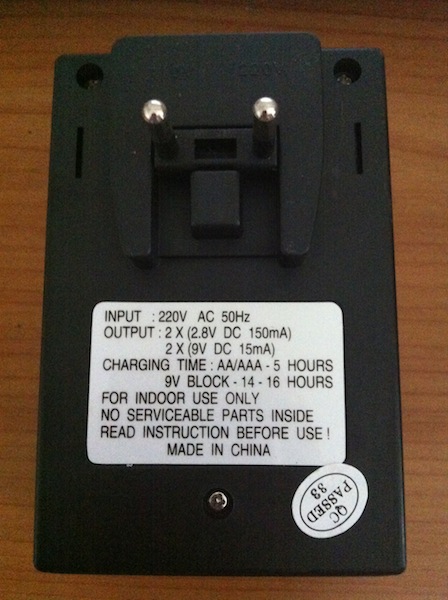 INPUT : 220V AC 50Hz
OUTPUT : 2 X (2.8V DC 150mA)
2 X (9V DC 15mA)
CHARGING TIME : AA/AAA - 5 HOURS
9V BLOCK - 14 - 16 HOURS
FOR INDOOR USE ONLY
NO SERVICEABLE PARTS INSIDE
READ INSTRUCTION BEFORE USE !
MADE IN CHINA
QC
PASSED
33